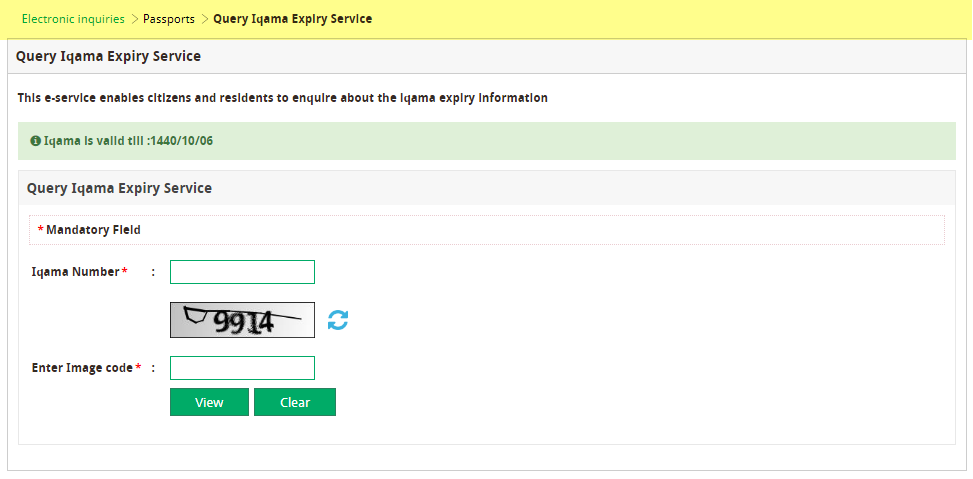 Electronic inquiries > Passports > Query Iqama Expiry Service
Query Iqama Expiry Service
This e-service enables citizens and residents to enquire about the iqama expiry information
Iqama is valid till :1440/10/06
Query Iqama Expiry Service
* Mandatory Field
Iqama Number * :
9914
Enter Image code * :
View Clear